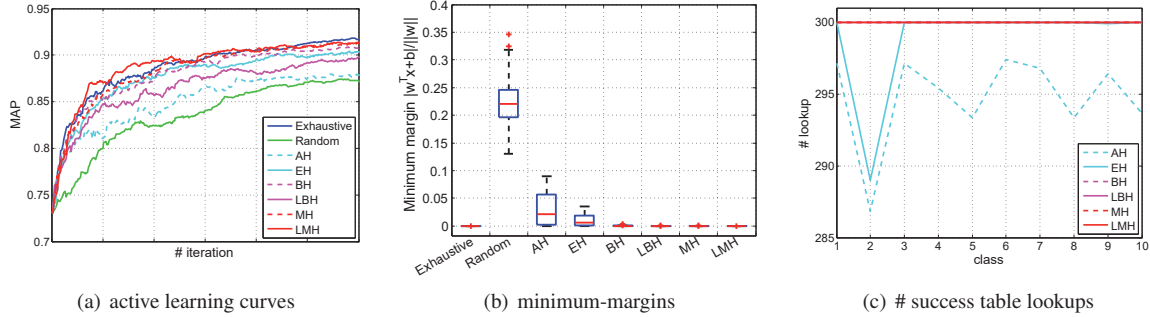 0.95
0.9
0.85
0.8
0.75
0.7
MAP
# iteration
Exhaustive
Random
AH
EH
BH
LBH
MH
LMH
(a) active learning curves
0.4
0.35
0.3
0.25
0.2
0.15
0.1
0.05
0
Minimum margin |wᵀx+b|/||w||
Exhaustive
Random
AH
EH
BH
LBH
MH
LMH
(b) minimum-margins
300
295
290
285
# lookup
1 2 3 4 5 6 7 8 9 10
class
AH
EH
BH
LBH
MH
LMH
(c) # success table lookups